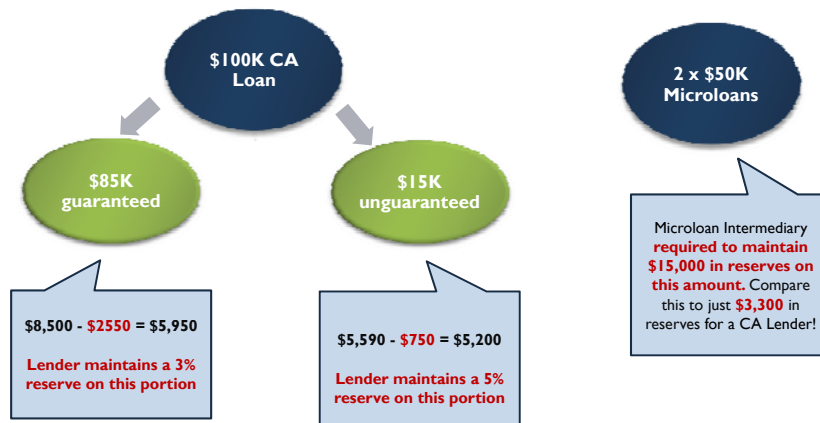 $100K CA
Loan
2 x $50K
Microloans
$85K
guaranteed
$15K
unguaranteed
Microloan Intermediary
required to maintain
$15,000 in reserves on
this amount. Compare
this to just $3,300 in
reserves for a CA Lender!
$8,500 - $2550 = $5,950
Lender maintains a 3%
reserve on this portion
$5,590 - $750 = $5,200
Lender maintains a 5%
reserve on this portion